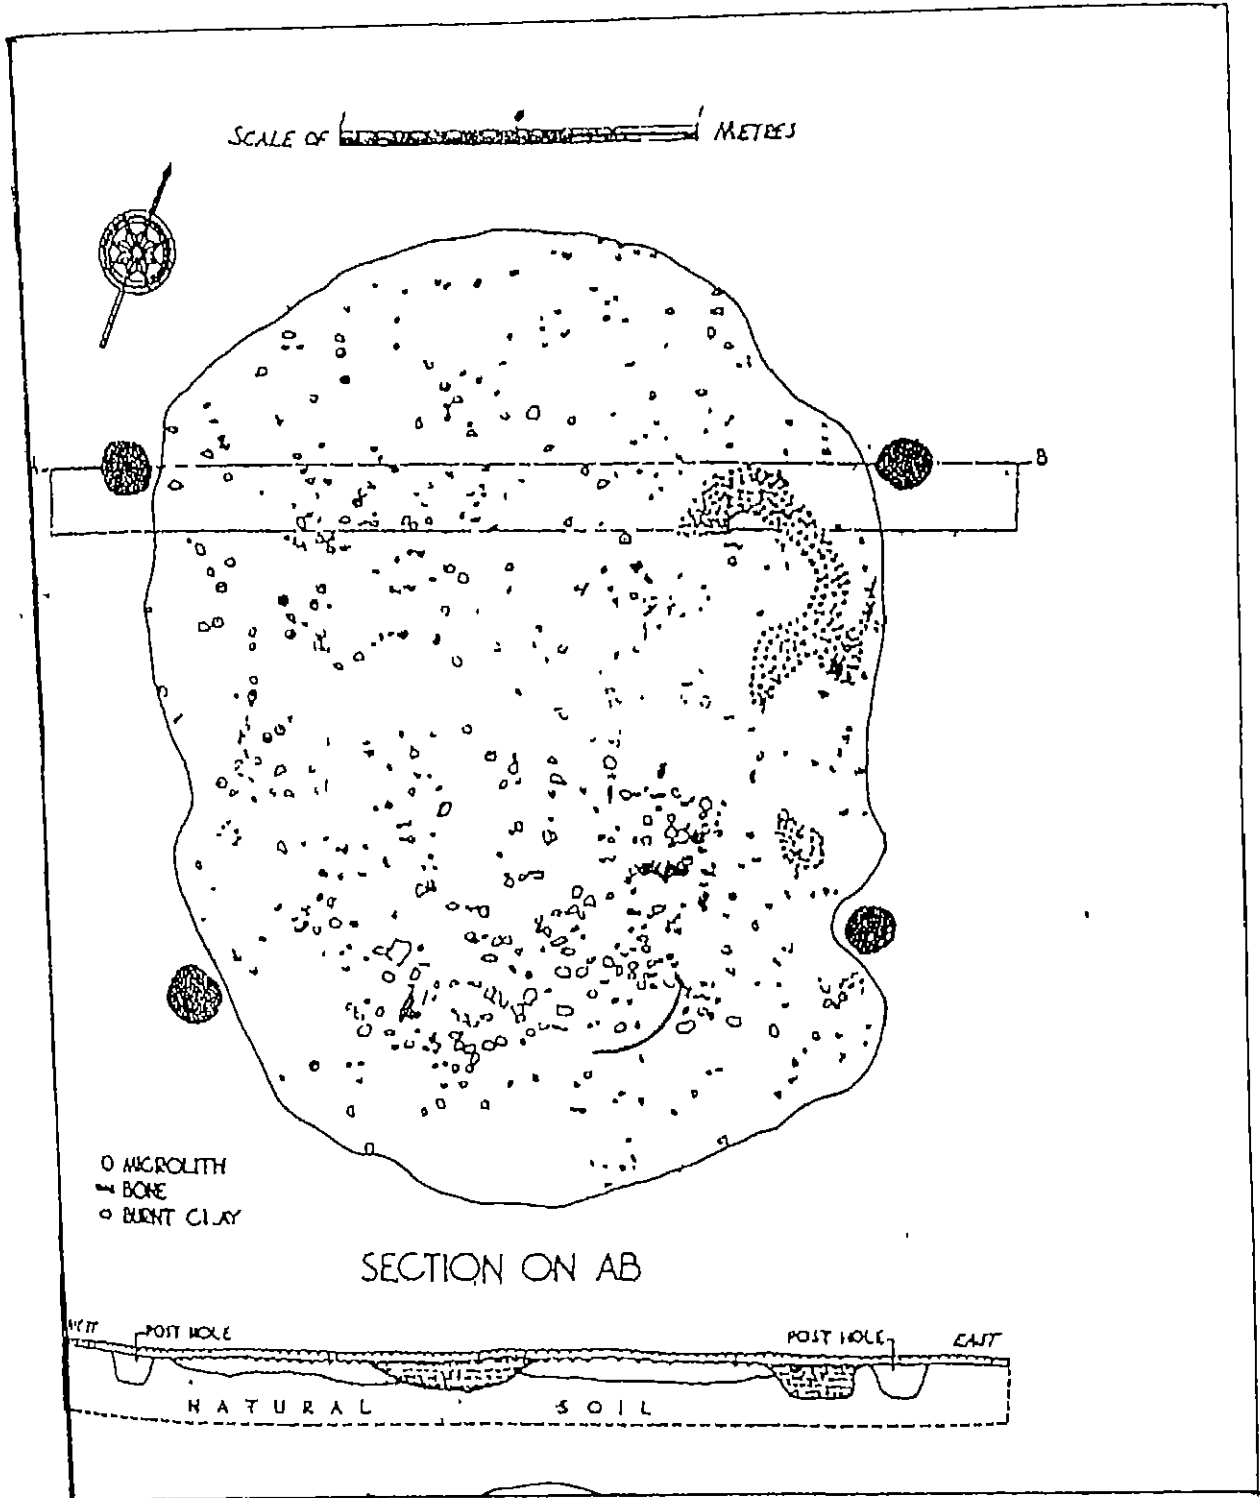 SCALE OF METRES
B
MICROLITH
BONE
BURNT CLAY
SECTION ON AB
POST HOLE
POST HOLE
EAST
NATURAL SOIL